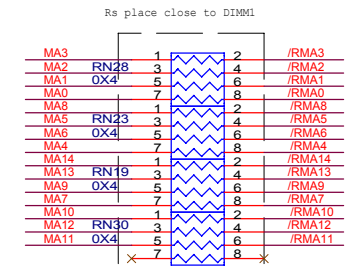 Rs place close to DIMM1
MA3 1 2 /RMA3
MA2 RN28 3 4 /RMA2
MA1 0X4 5 6 /RMA1
MA0 7 8 /RMA0
MA8 1 2 /RMA8
MA5 RN23 3 4 /RMA5
MA6 0X4 5 6 /RMA6
MA4 7 8 /RMA4
MA14 1 2 /RMA14
MA13 RN19 3 4 /RMA13
MA9 0X4 5 6 /RMA9
MA7 7 8 /RMA7
MA10 1 2 /RMA10
MA12 RN30 3 4 /RMA12
MA11 0X4 5 6 /RMA11
7 8